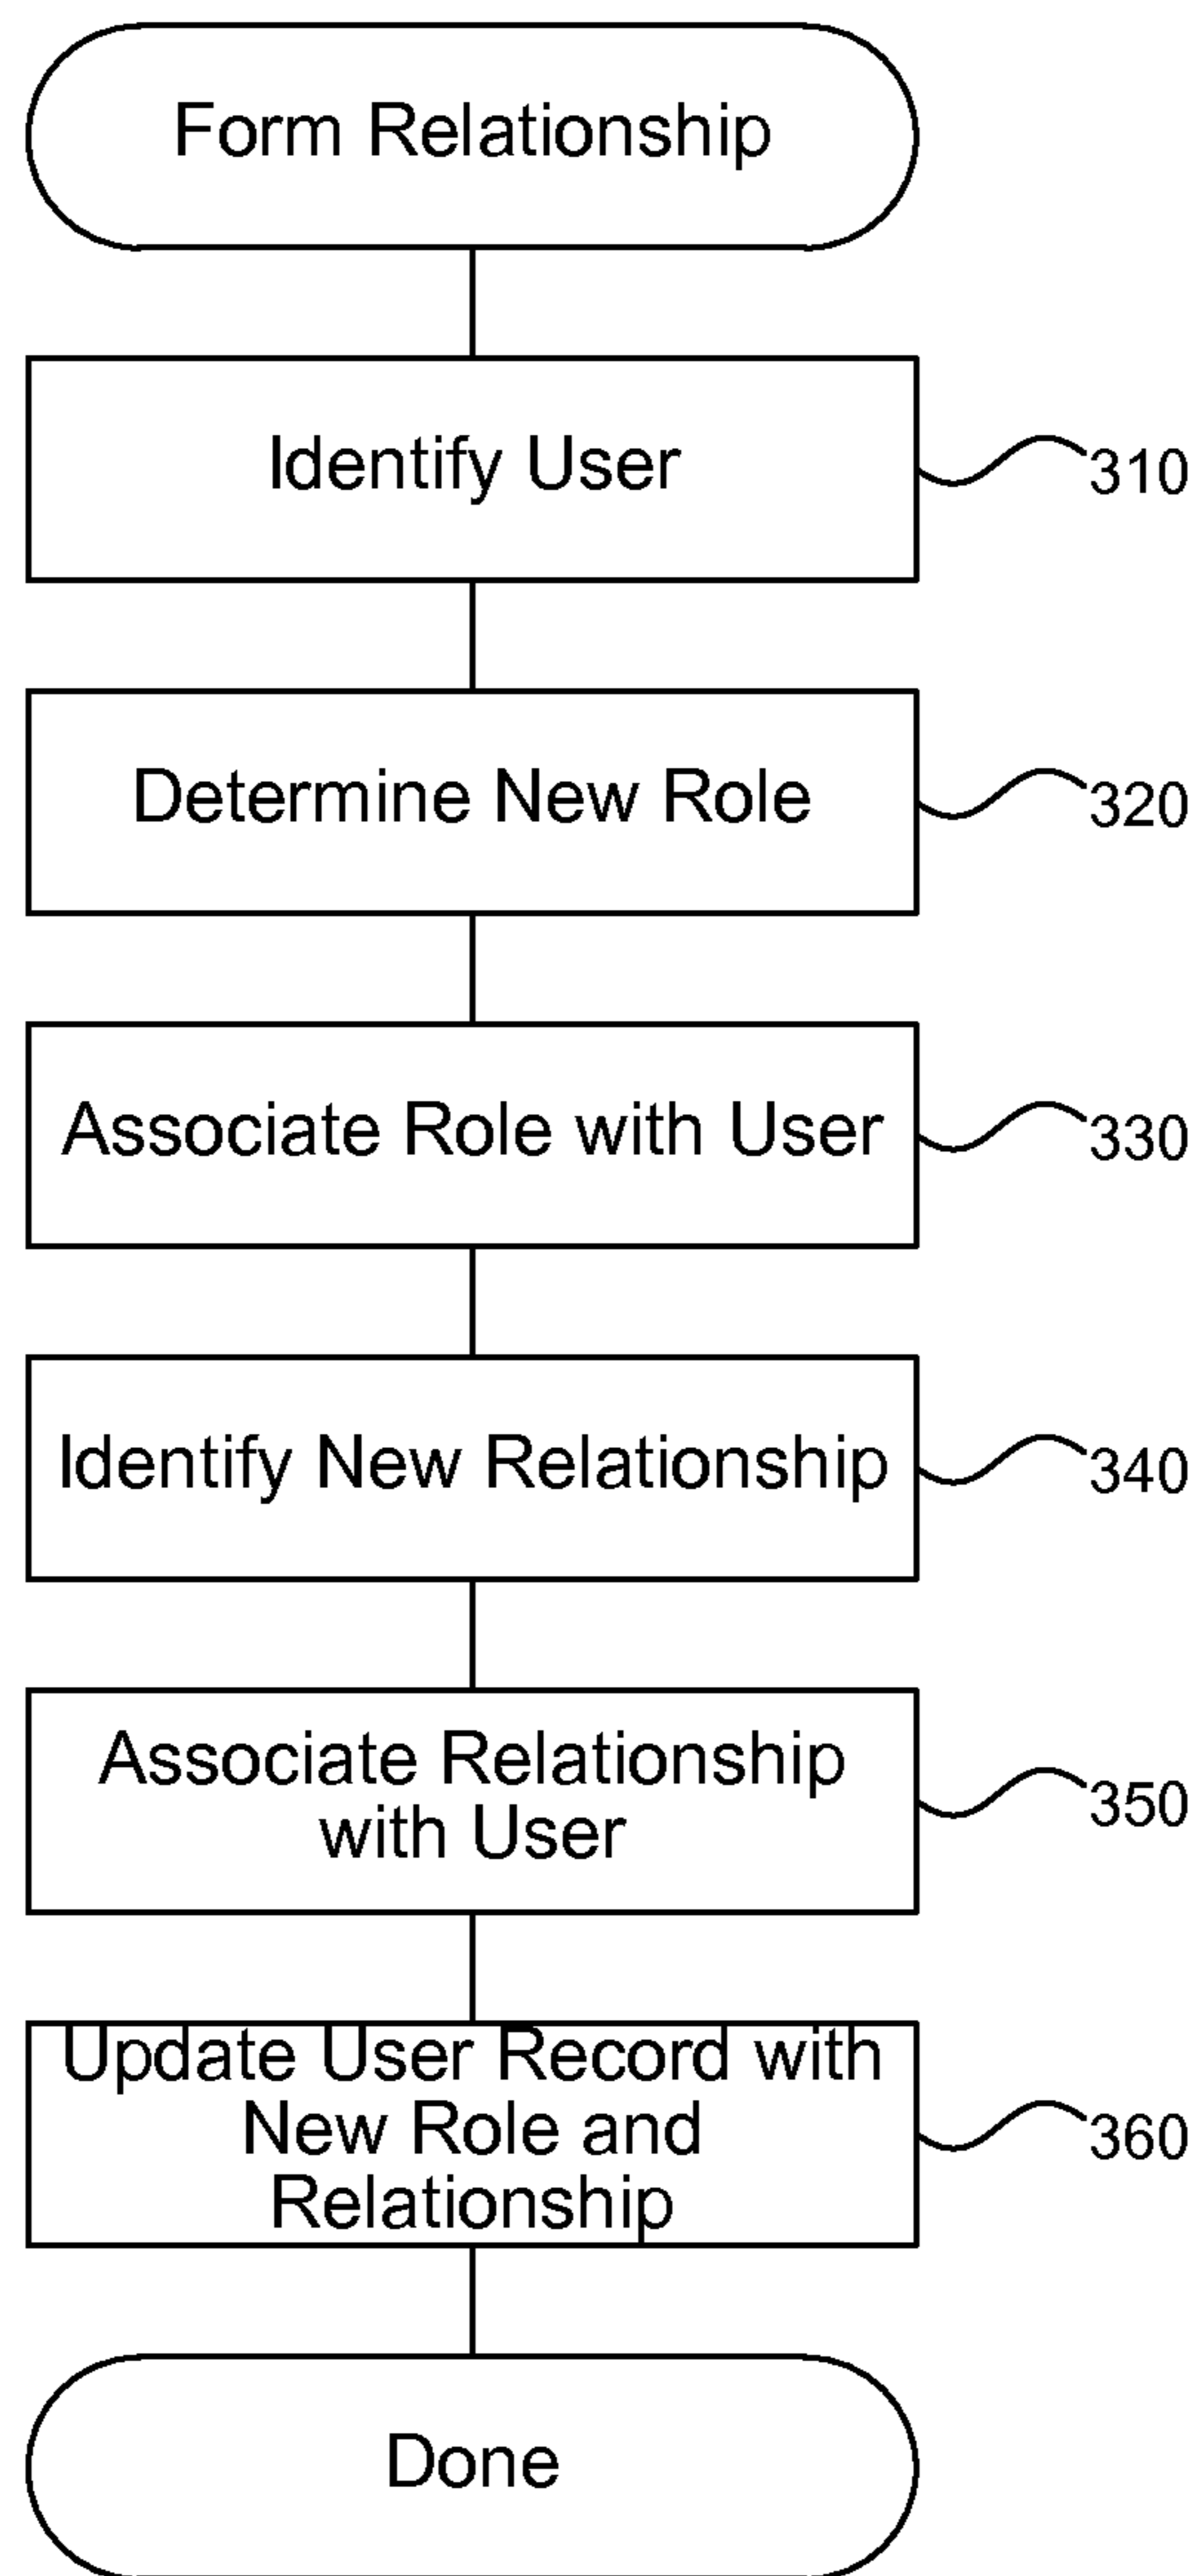 Form Relationship
Identify User
310
Determine New Role
320
Associate Role with User
330
Identify New Relationship
340
Associate Relationship
with User
350
Update User Record with
New Role and
Relationship
360
Done